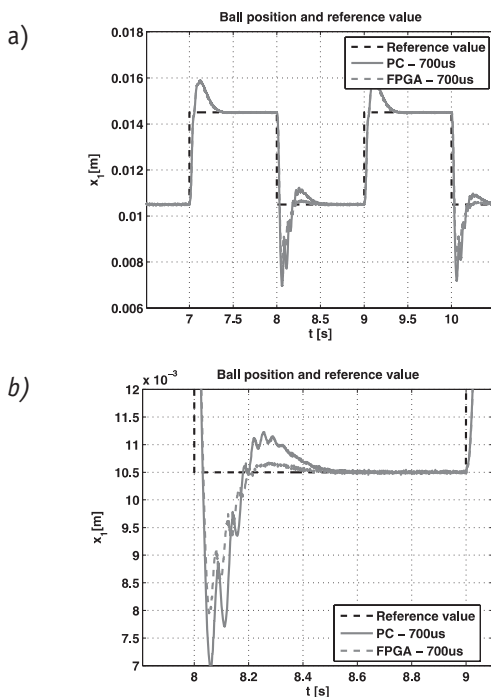 a)
Ball position and reference value
0.018
0.016
0.014
0.012
0.01
0.008
0.006
x1[m]
Reference value
PC − 700us
FPGA − 700us
7 7.5 8 8.5 9 9.5 10
t [s]
b)
x 10−3
Ball position and reference value
12
11.5
11
10.5
10
9.5
9
8.5
8
7.5
7
x1[m]
Reference value
PC − 700us
FPGA − 700us
8 8.2 8.4 8.6 8.8 9
t [s]